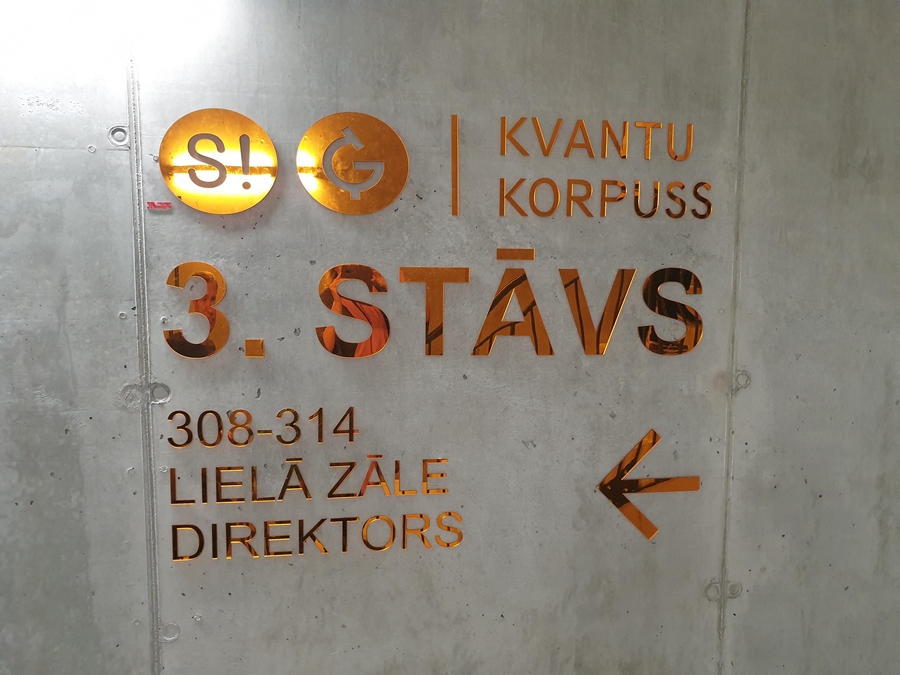 S! Ģ
KVANTU
KORPUSS
3. STĀVS
308-314
LIELĀ ZĀLE
DIREKTORS